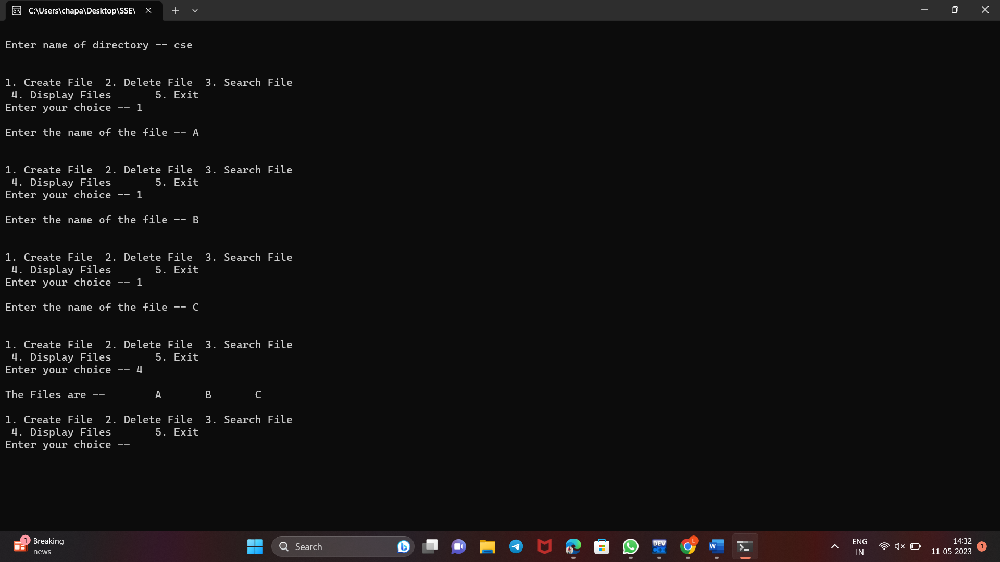 C:\Users\chapa\Desktop\SSE\
Enter name of directory -- cse
1. Create File  2. Delete File  3. Search File
 4. Display Files       5. Exit
Enter your choice -- 1
Enter the name of the file -- A
1. Create File  2. Delete File  3. Search File
 4. Display Files       5. Exit
Enter your choice -- 1
Enter the name of the file -- B
1. Create File  2. Delete File  3. Search File
 4. Display Files       5. Exit
Enter your choice -- 1
Enter the name of the file -- C
1. Create File  2. Delete File  3. Search File
 4. Display Files       5. Exit
Enter your choice -- 4
The Files are --        A       B       C
1. Create File  2. Delete File  3. Search File
 4. Display Files       5. Exit
Enter your choice --
1
Breaking
news
Search
DEV
C++
L
W
ENG
IN
14:32
11-05-2023
1